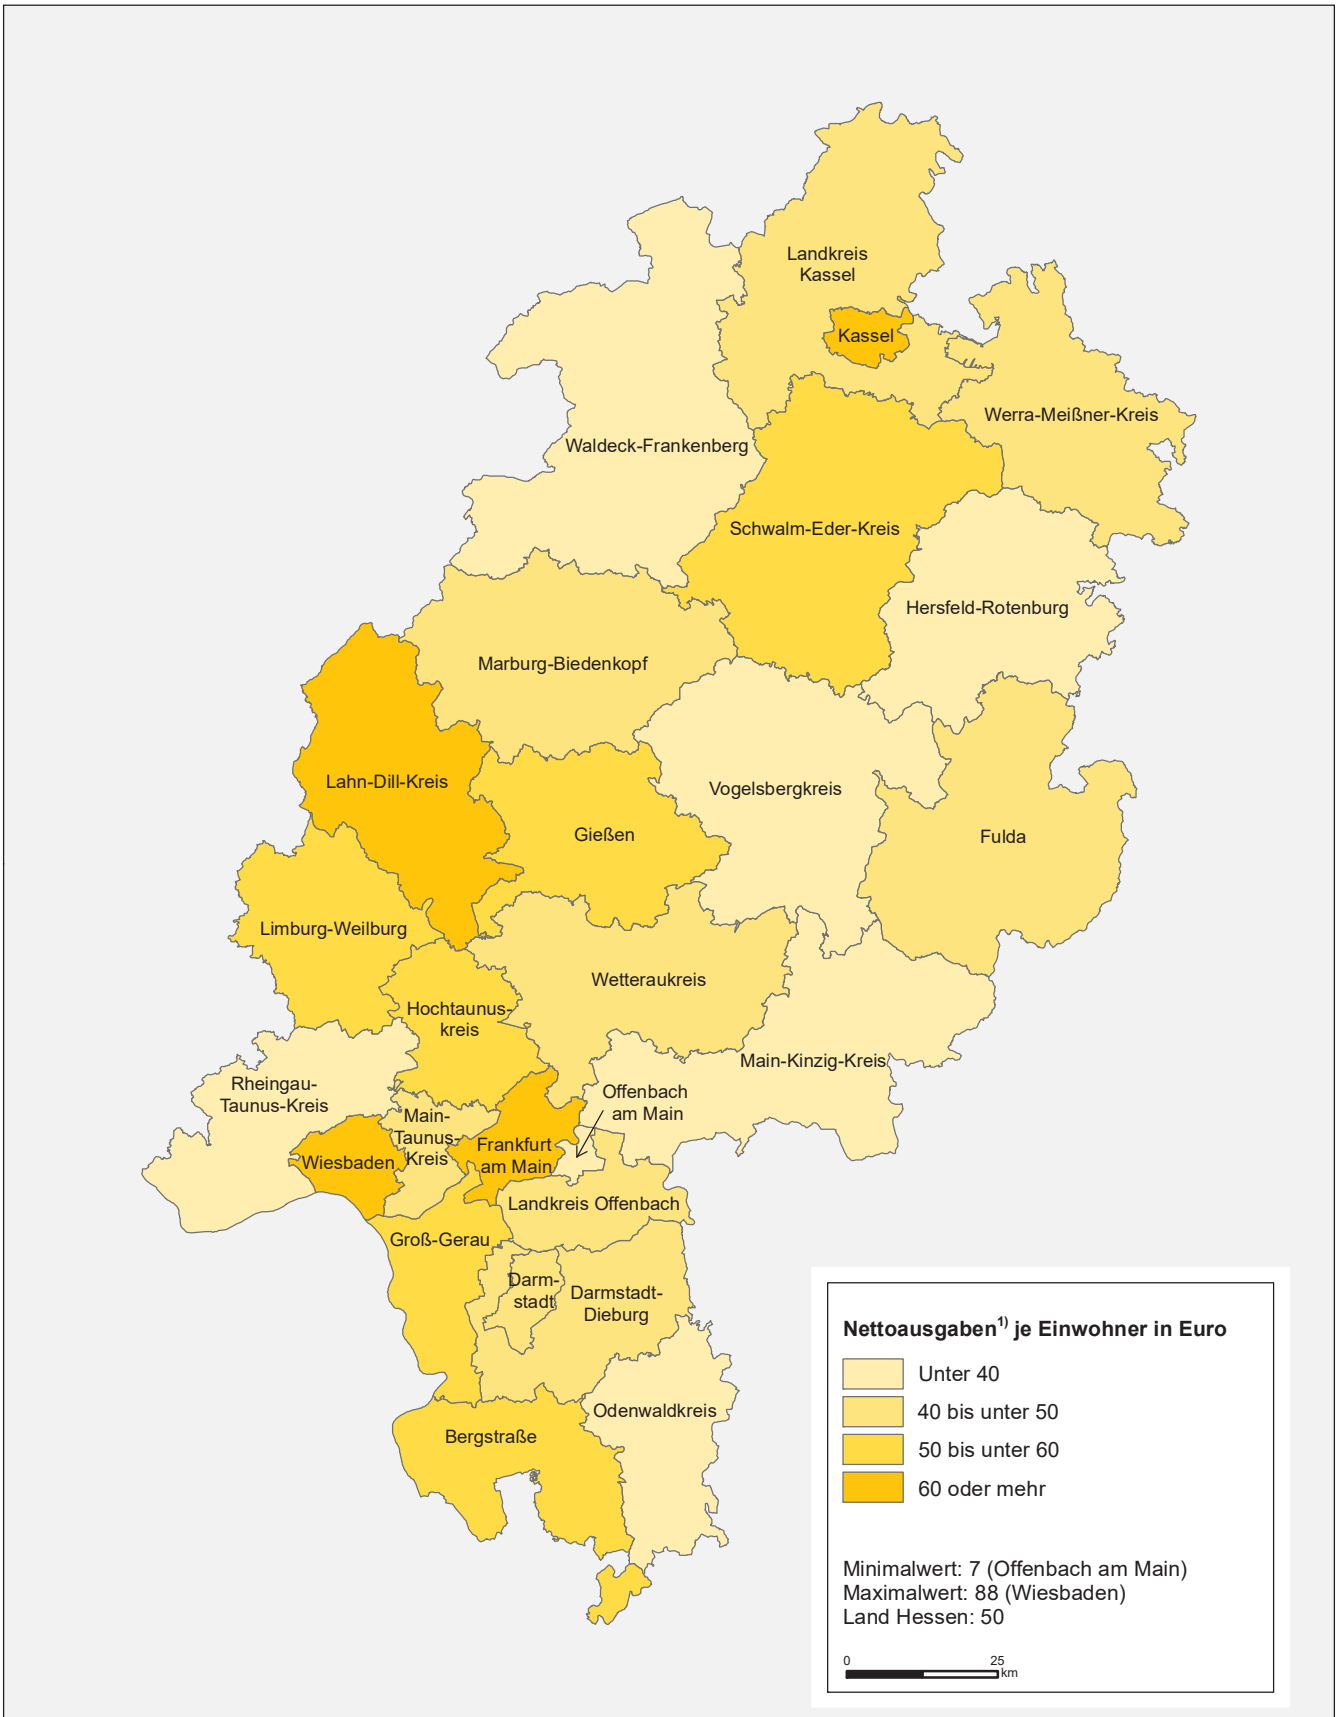 Landkreis
Kassel
Kassel
Werra-Meißner-Kreis
Waldeck-Frankenberg
Schwalm-Eder-Kreis
Hersfeld-Rotenburg
Marburg-Biedenkopf
Lahn-Dill-Kreis
Vogelsbergkreis
Gießen
Fulda
Limburg-Weilburg
Wetteraukreis
Hochtaunus-
kreis
Main-Kinzig-Kreis
Rheingau-
Taunus-Kreis
Offenbach
am Main
Main-
Taunus-
Kreis
Frankfurt
am Main
Wiesbaden
Landkreis Offenbach
Groß-Gerau
Darm-
stadt
Darmstadt-
Dieburg
Odenwaldkreis
Bergstraße
Nettoausgaben1) je Einwohner in Euro
Unter 40
40 bis unter 50
50 bis unter 60
60 oder mehr
Minimalwert: 7 (Offenbach am Main)
Maximalwert: 88 (Wiesbaden)
Land Hessen: 50
0 25
km